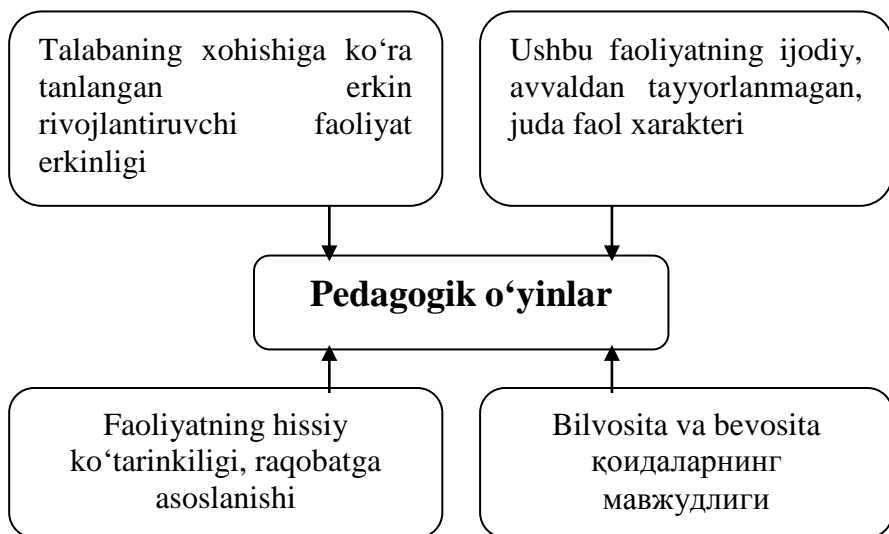 Talabaning xohishiga ko‘ra
tanlangan erkin
rivojlantiruvchi faoliyat
erkinligi
Ushbu faoliyatning ijodiy,
avvaldan tayyorlanmagan,
juda faol xarakteri
Pedagogik o‘yinlar
Faoliyatning hissiy
ko‘tarinkiligi, raqobatga
asoslanishi
Bilvosita va bevosita
қоидаларнинг
мавжудлиги